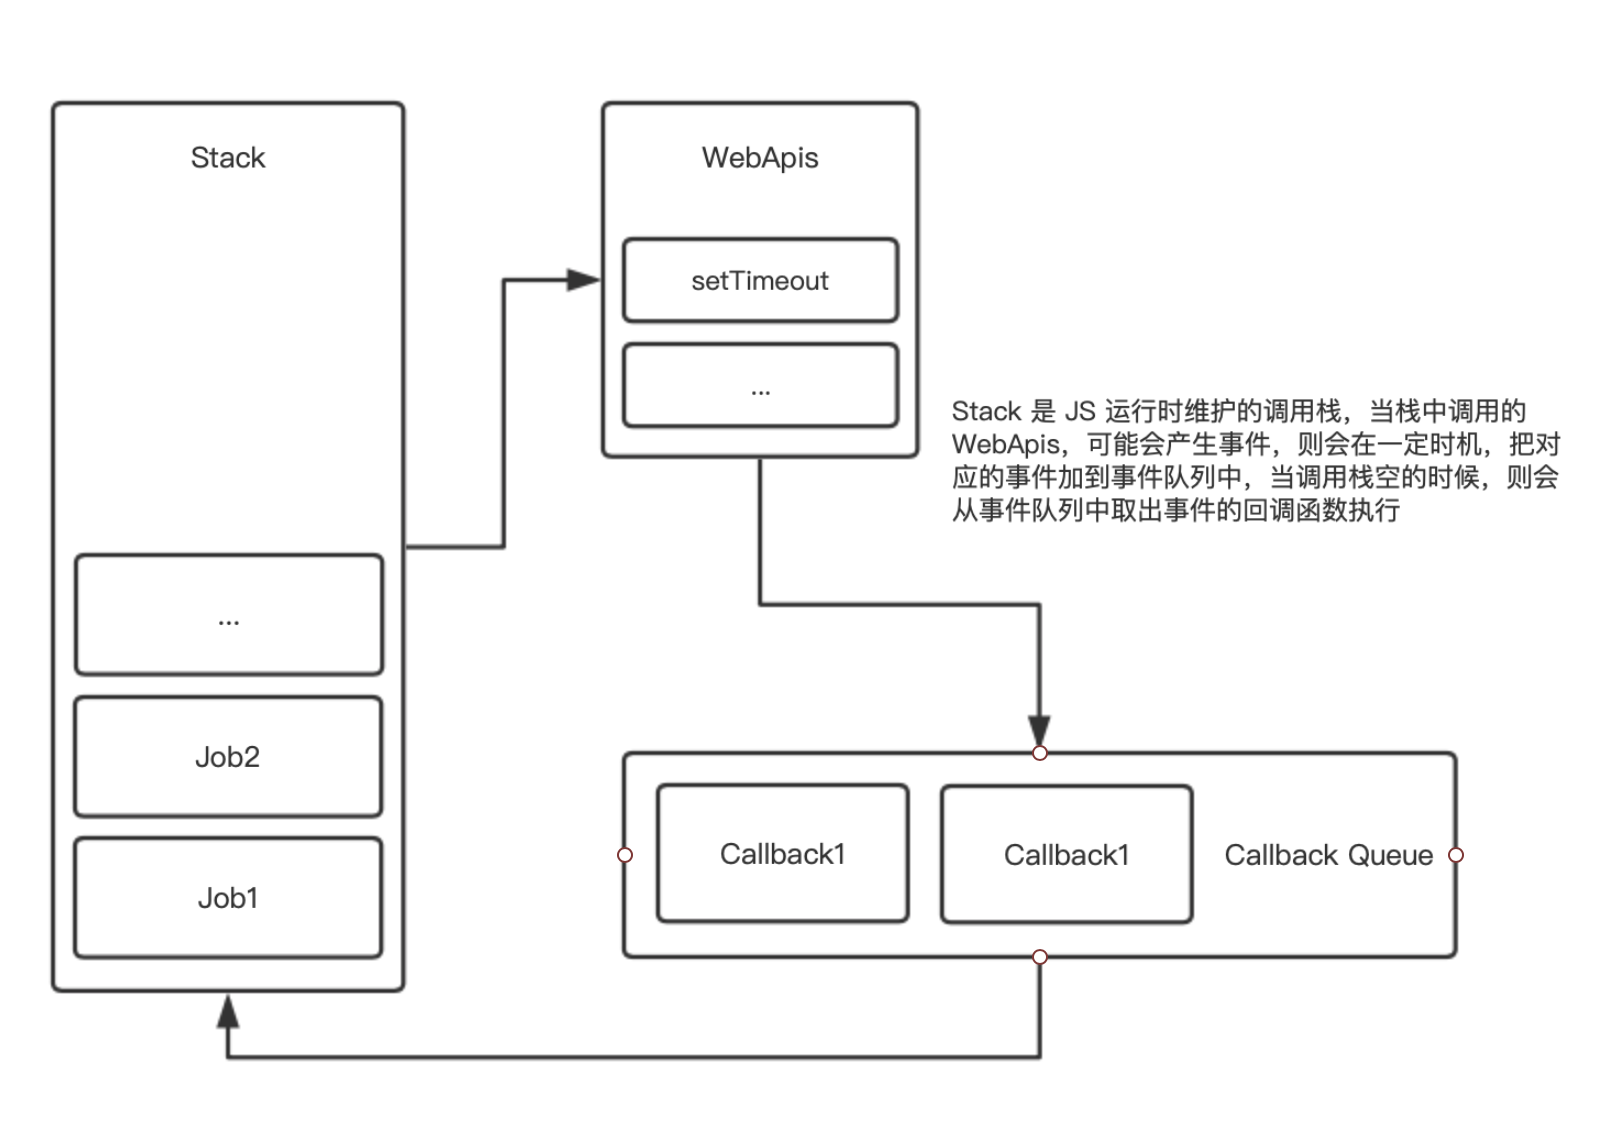 Stack
WebApis
setTimeout
...
Stack 是 JS 运行时维护的调用栈，当栈中调用的
WebApis，可能会产生事件，则会在一定时机，把对
应的事件加到事件队列中，当调用栈空的时候，则会
从事件队列中取出事件的回调函数执行
...
Job2
Job1
Callback1
Callback1
Callback Queue